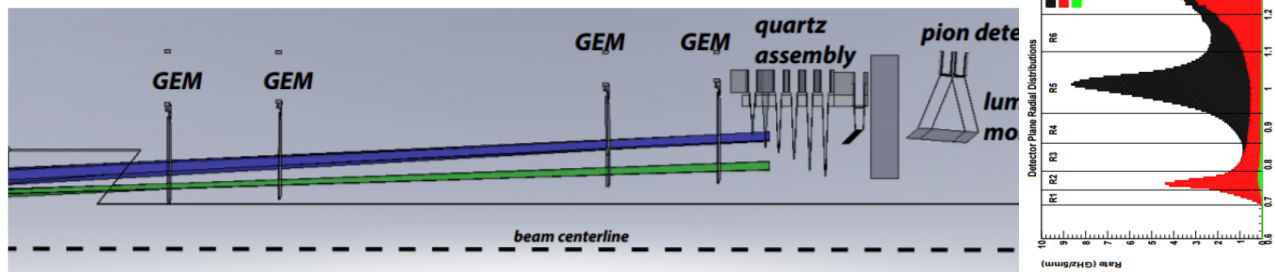 GEM
GEM
GEM
GEM
quartz
assembly
pion dete
lum
mo
beam centerline
Detector Plane Radial Distributions
R1
R2
R3
R4
R5
R6
0.6
0.7
0.8
0.9
1
1.1
1.2
Rate (GHz/5mm)
10
9
8
7
6
5
4
3
2
1
0